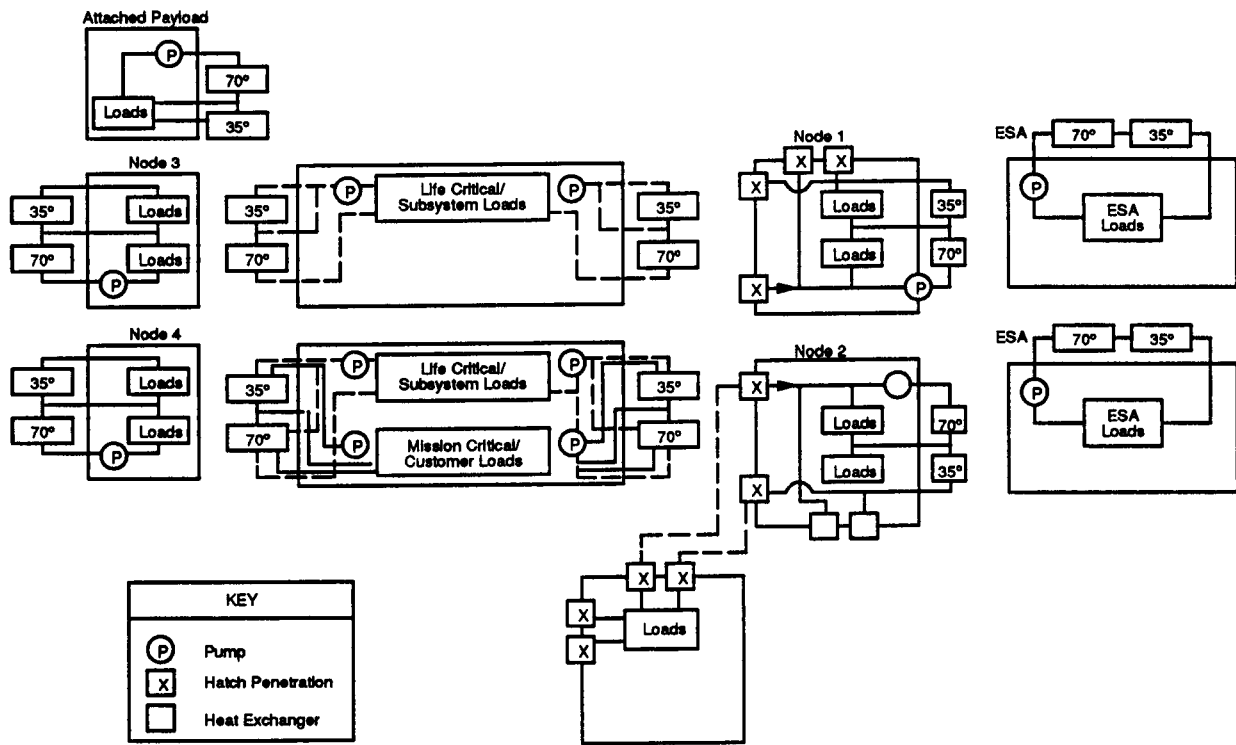 Attached Payload
P
70°
Loads
35°
Node 3
35°
Loads
70°
Loads
P
35°
70°
P
Life Critical/
Subsystem Loads
P
35°
70°
Node 1
X
X
X
Loads
35°
Loads
70°
X
P
ESA
70°
35°
P
ESA
Loads
Node 4
35°
Loads
70°
Loads
P
35°
70°
P
Life Critical/
Subsystem Loads
P
P
Mission Critical/
Customer Loads
P
35°
70°
Node 2
X
Loads
70°
Loads
35°
X
ESA
70°
35°
P
ESA
Loads
X
X
X
Loads
X
KEY
P Pump
X Hatch Penetration
Heat Exchanger